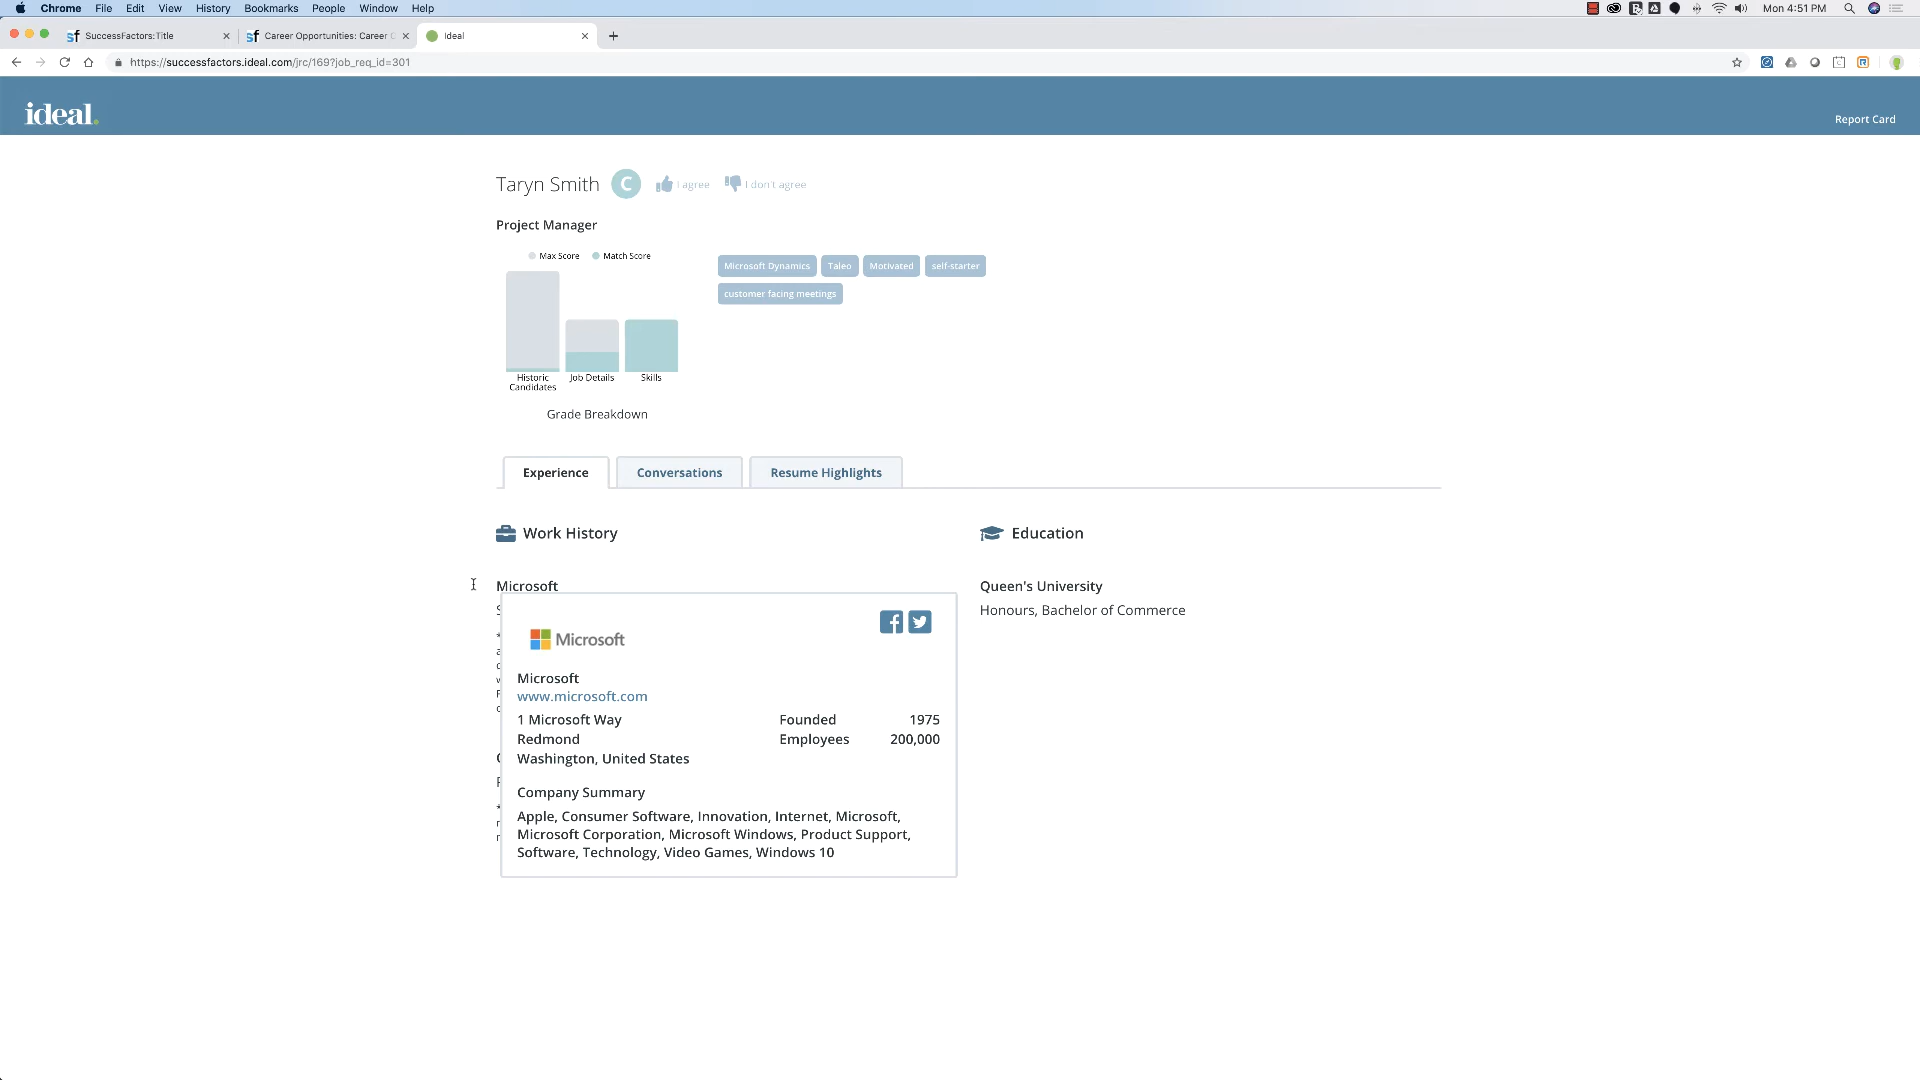 Chrome File Edit View History Bookmarks People Window Help Mon 4:51 PM
SuccessFactors:Title Career Opportunities: Career Ideal
https://successfactors.ideal.com/jrc/169?job_req_id=301
ideal.
Report Card
Taryn Smith C I agree I don't agree
Project Manager
Max Score Match Score
Microsoft Dynamics Taleo Motivated self-starter
customer facing meetings
Historic Candidates Job Details Skills
Grade Breakdown
Experience Conversations Resume Highlights
Work History
Education
Microsoft
Queen's University
Honours, Bachelor of Commerce
Microsoft
Microsoft
www.microsoft.com
1 Microsoft Way Founded 1975
Redmond Employees 200,000
Washington, United States
Company Summary
Apple, Consumer Software, Innovation, Internet, Microsoft,
Microsoft Corporation, Microsoft Windows, Product Support,
Software, Technology, Video Games, Windows 10